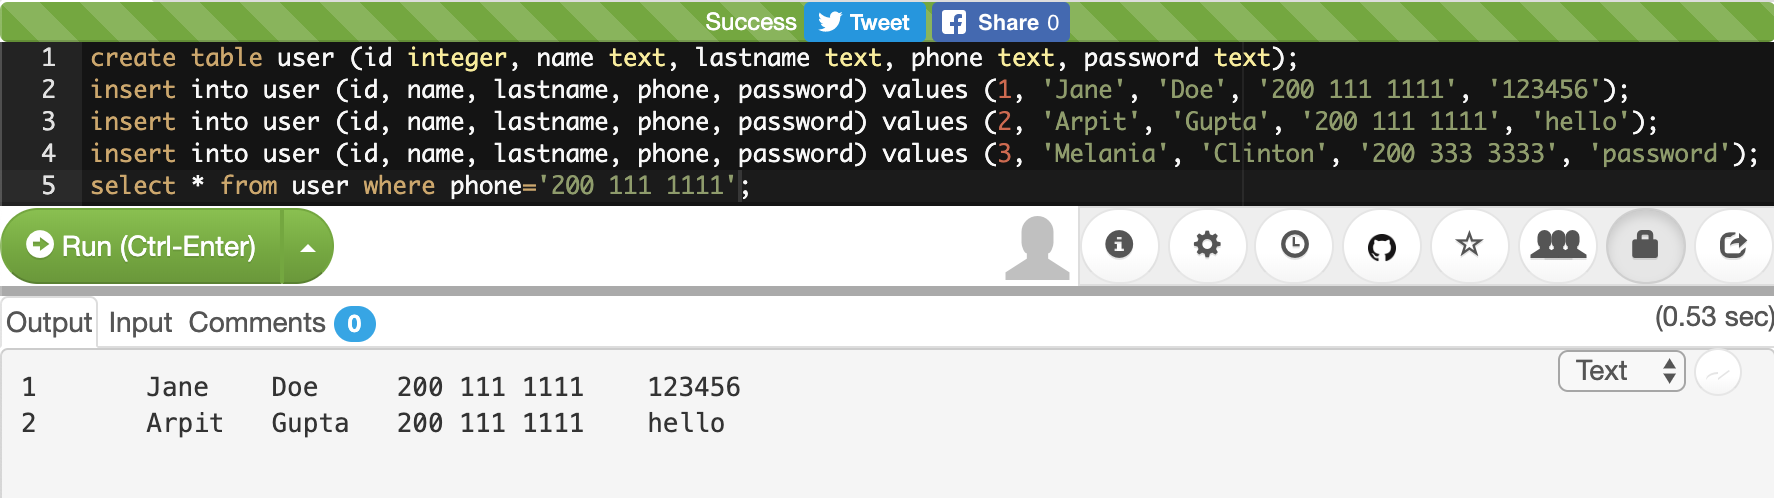 Success Tweet Share 0
1 create table user (id integer, name text, lastname text, phone text, password text);
2 insert into user (id, name, lastname, phone, password) values (1, 'Jane', 'Doe', '200 111 1111', '123456');
3 insert into user (id, name, lastname, phone, password) values (2, 'Arpit', 'Gupta', '200 111 1111', 'hello');
4 insert into user (id, name, lastname, phone, password) values (3, 'Melania', 'Clinton', '200 333 3333', 'password');
5 select * from user where phone='200 111 1111';
Run (Ctrl-Enter)
Output Input Comments 0 (0.53 sec)
Text
1 Jane Doe 200 111 1111 123456
2 Arpit Gupta 200 111 1111 hello